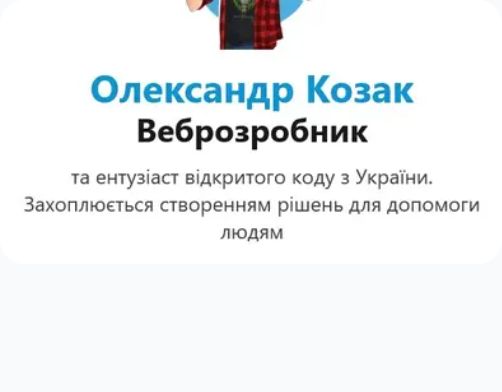 Олександр Козак
Веброзробник
та ентузіаст відкритого коду з України.
Захоплюється створенням рішень для допомоги
людям